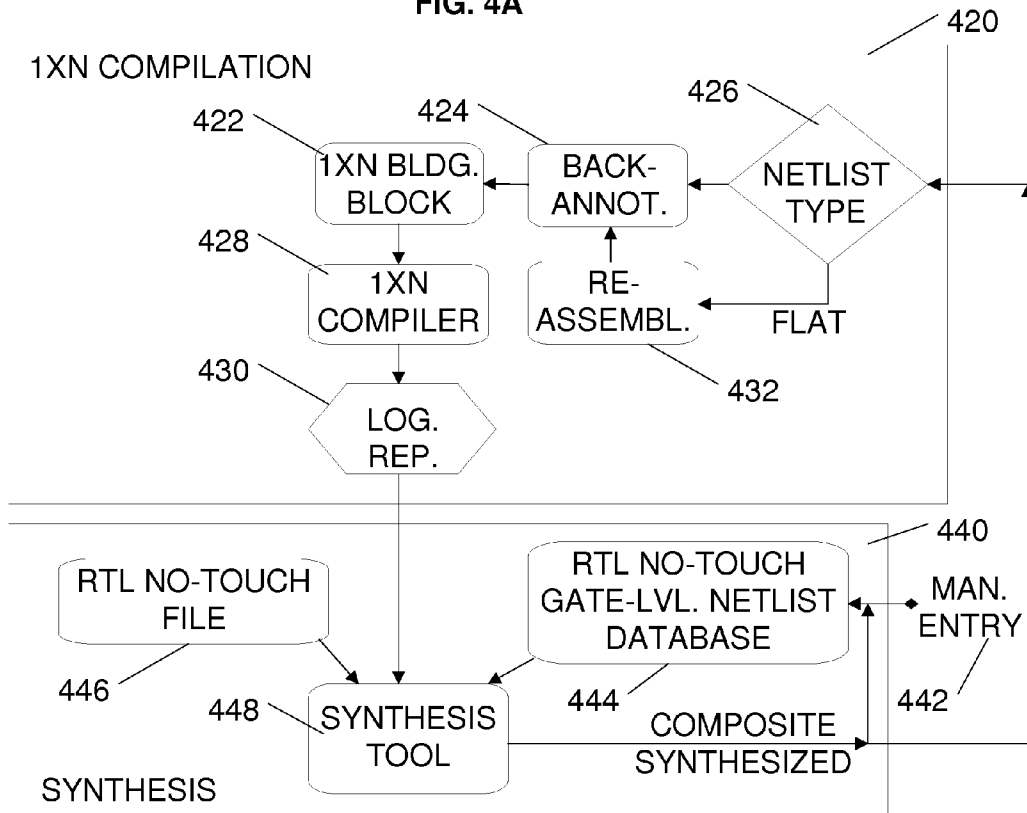 FIG. 4A
420
1XN COMPILATION
426
424
422
1XN BLDG.
BLOCK
BACK-
ANNOT.
NETLIST
TYPE
428
1XN
COMPILER
RE-
ASSEMBL.
FLAT
430
432
LOG.
REP.
440
RTL NO-TOUCH
FILE
RTL NO-TOUCH
GATE-LVL. NETLIST
DATABASE
MAN.
ENTRY
446
448
444
442
SYNTHESIS
TOOL
COMPOSITE
SYNTHESIZED
SYNTHESIS